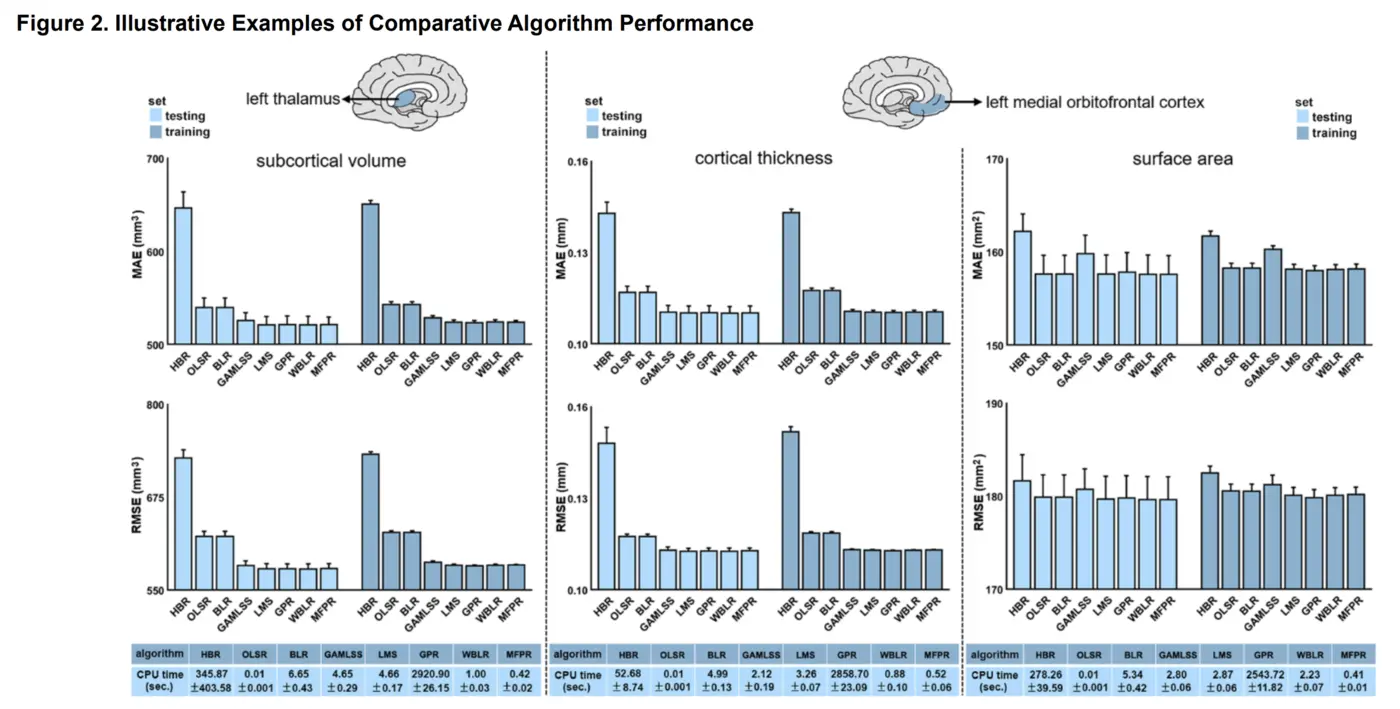 Figure 2. Illustrative Examples of Comparative Algorithm Performance
left thalamus
set
testing
training
subcortical volume
MAE (mm³)
700
600
500
HBR OLSR BLR GAMLSS LMS GPR WBLR MFPR
HBR OLSR BLR GAMLSS LMS GPR WBLR MFPR
RMSE (mm³)
800
675
550
HBR OLSR BLR GAMLSS LMS GPR WBLR MFPR
HBR OLSR BLR GAMLSS LMS GPR WBLR MFPR
algorithm HBR OLSR BLR GAMLSS LMS GPR WBLR MFPR
CPU time (sec.) 345.87 0.01 6.65 4.65 4.66 2920.90 1.00 0.42
±403.58 ±0.001 ±0.43 ±0.29 ±0.17 ±26.15 ±0.03 ±0.02
left medial orbitofrontal cortex
set
testing
training
cortical thickness
MAE (mm)
0.16
0.13
0.10
HBR OLSR BLR GAMLSS LMS GPR WBLR MFPR
HBR OLSR BLR GAMLSS LMS GPR WBLR MFPR
RMSE (mm)
0.16
0.13
0.10
HBR OLSR BLR GAMLSS LMS GPR WBLR MFPR
HBR OLSR BLR GAMLSS LMS GPR WBLR MFPR
algorithm HBR OLSR BLR GAMLSS LMS GPR WBLR MFPR
CPU time (sec.) 52.68 0.01 4.99 2.12 3.26 2858.70 0.88 0.52
±8.74 ±0.001 ±0.13 ±0.19 ±0.07 ±23.09 ±0.10 ±0.06
set
testing
training
surface area
MAE (mm²)
170
160
150
HBR OLSR BLR GAMLSS LMS GPR WBLR MFPR
HBR OLSR BLR GAMLSS LMS GPR WBLR MFPR
RMSE (mm²)
190
180
170
HBR OLSR BLR GAMLSS LMS GPR WBLR MFPR
HBR OLSR BLR GAMLSS LMS GPR WBLR MFPR
algorithm HBR OLSR BLR GAMLSS LMS GPR WBLR MFPR
CPU time (sec.) 278.26 0.01 5.34 2.80 2.87 2543.72 2.23 0.41
±39.59 ±0.001 ±0.42 ±0.06 ±0.06 ±11.82 ±0.07 ±0.01